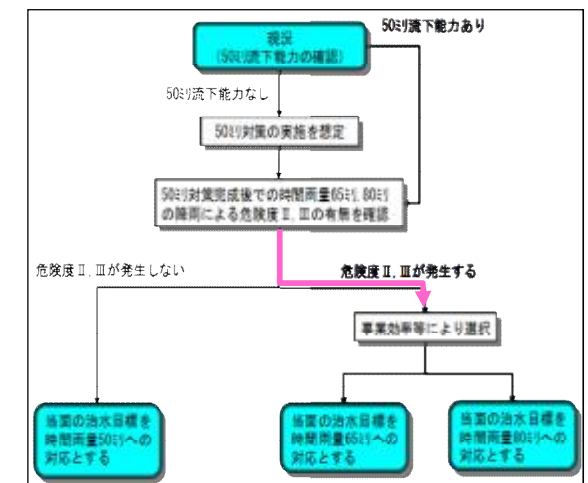 50ミリ流下能力あり
現況
(50ミリ流下能力の確認)
50ミリ流下能力なし
50ミリ対策の実施を想定
50ミリ対策完成後での時間雨量65ミリ,80ミリ
の降雨による危険度Ⅱ,Ⅲの有無を確認
危険度Ⅱ,Ⅲが発生しない
危険度Ⅱ,Ⅲが発生する
事業効率等により選択
当面の治水目標を
時間雨量50ミリへの
対応とする
当面の治水目標を
時間雨量65ミリへの
対応とする
当面の治水目標を
時間雨量80ミリへの
対応とする